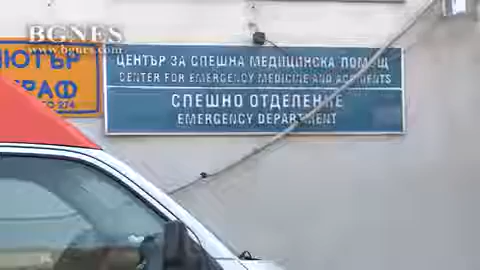 BGNES
www.bgnes.com
ЦЕНТЪР ЗА СПЕШНА МЕДИЦИНСКА ПОМОЩ
CENTER FOR EMERGENCY MEDICINE AND ACCIDENTS
СПЕШНО ОТДЕЛЕНИЕ
EMERGENCY DEPARTMENT
ЮТЪР
РАФ
274